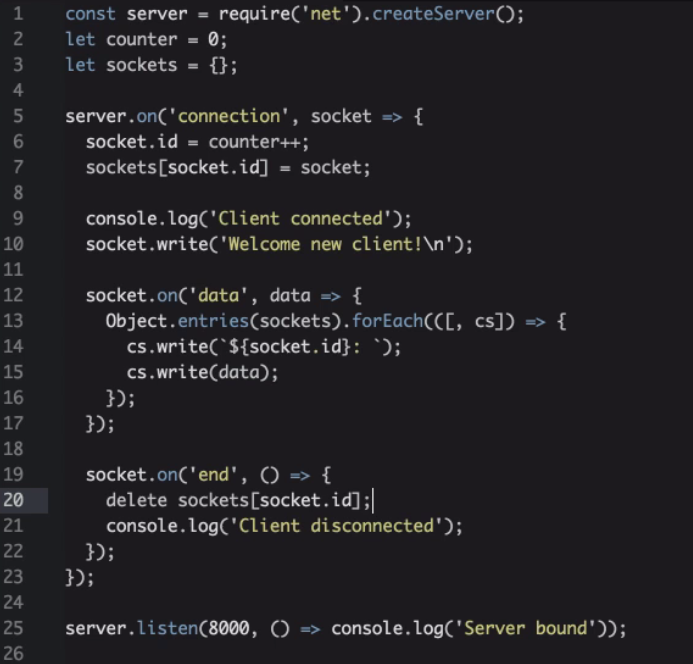 1 const server = require('net').createServer();
2 let counter = 0;
3 let sockets = {};
4
5 server.on('connection', socket => {
6   socket.id = counter++;
7   sockets[socket.id] = socket;
8
9   console.log('Client connected');
10   socket.write('Welcome new client!\n');
11
12   socket.on('data', data => {
13     Object.entries(sockets).forEach(([, cs]) => {
14       cs.write(`${socket.id}: `);
15       cs.write(data);
16     });
17   });
18
19   socket.on('end', () => {
20     delete sockets[socket.id];
21     console.log('Client disconnected');
22   });
23 });
24
25 server.listen(8000, () => console.log('Server bound'));
26